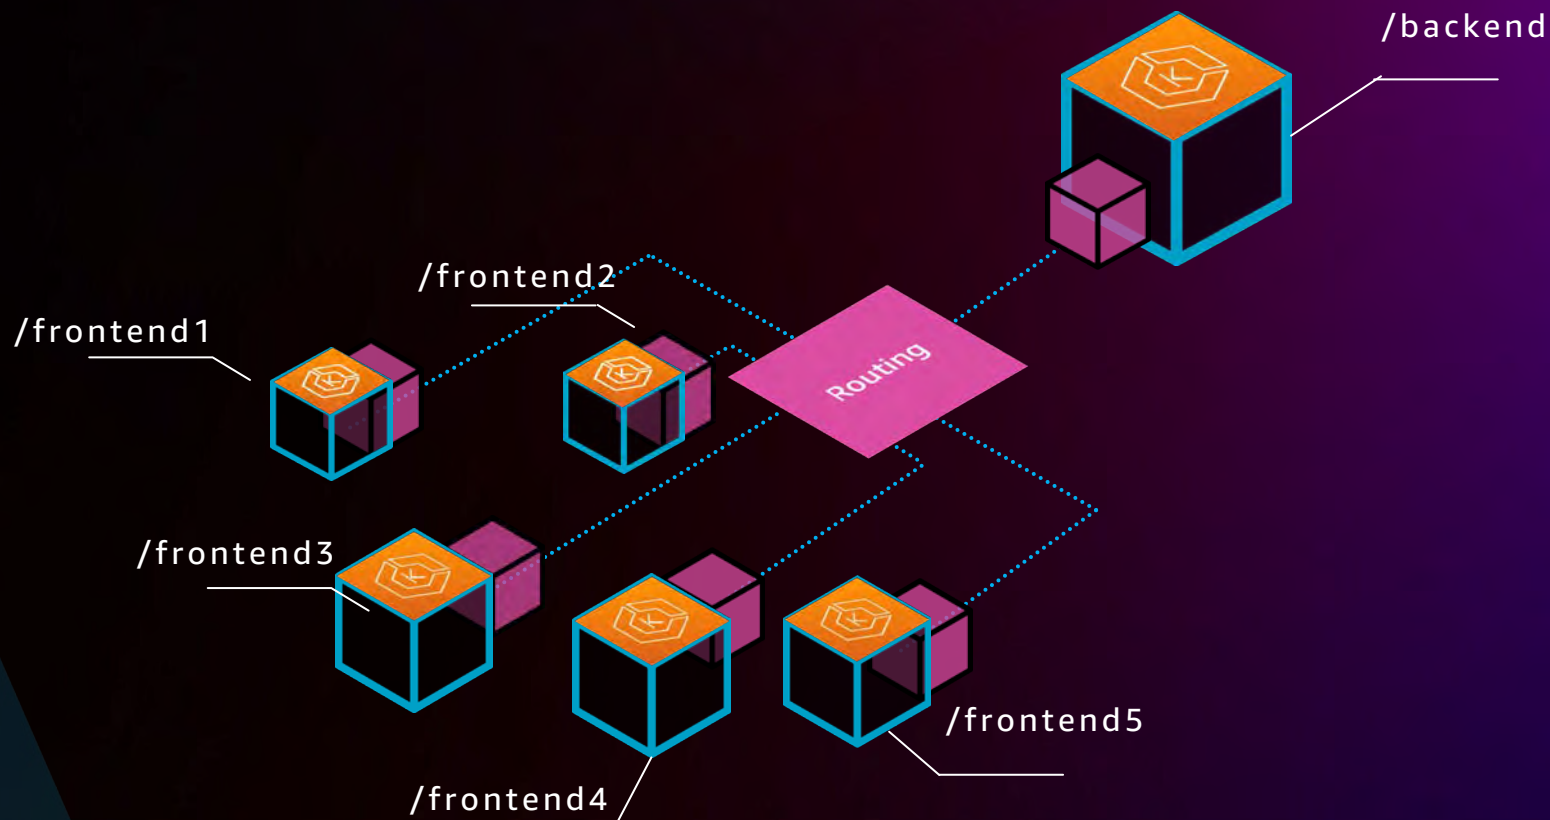 /backend
/frontend2
/frontend1
Routing
K
K
K
/frontend3
K
K
K
/frontend5
/frontend4